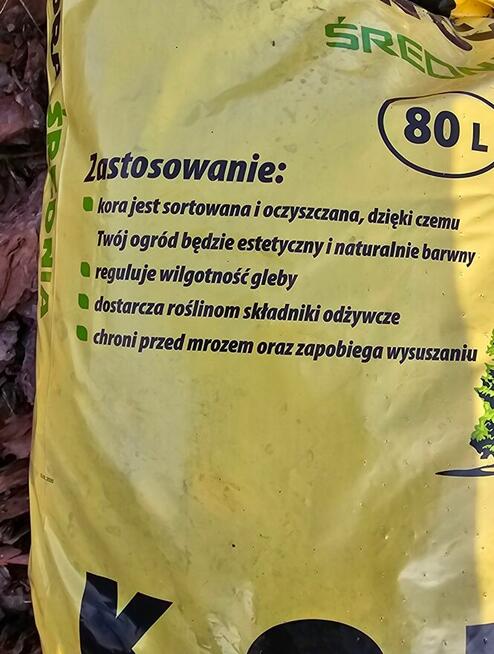 ŚREDNIA
80 L
Zastosowanie:
kora jest sortowana i oczyszczana, dzięki czemu
Twój ogród będzie estetyczny i naturalnie barwny
reguluje wilgotność gleby
dostarcza roślinom składniki odżywcze
chroni przed mrozem oraz zapobiega wysuszaniu